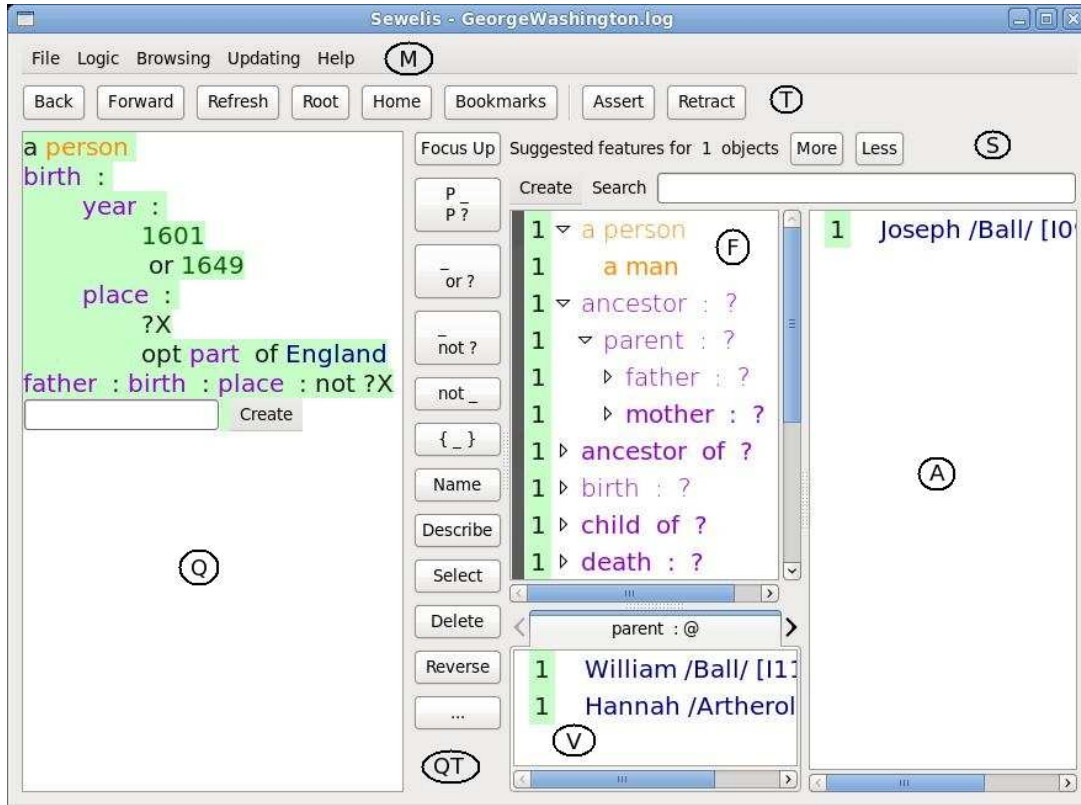 Sewelis - GeorgeWashington.log
File Logic Browsing Updating Help M
Back Forward Refresh Root Home Bookmarks Assert Retract T
a person
birth :
year :
1601
or 1649
place :
?X
opt part of England
father : birth : place : not ?X
Create
Q
Focus Up
P _
P ?
_
or ?
_
not ?
not _
{ _ }
Name
Describe
Select
Delete
Reverse
...
QT
Suggested features for 1 objects More Less S
Create Search
1 a person
F
1 a man
1 ancestor : ?
1 parent : ?
1 father : ?
1 mother : ?
1 ancestor of ?
1 birth : ?
1 child of ?
1 death : ?
parent : @
1 William /Ball/ [I11
1 Hannah /Artherol
V
1 Joseph /Ball/ [I0
A